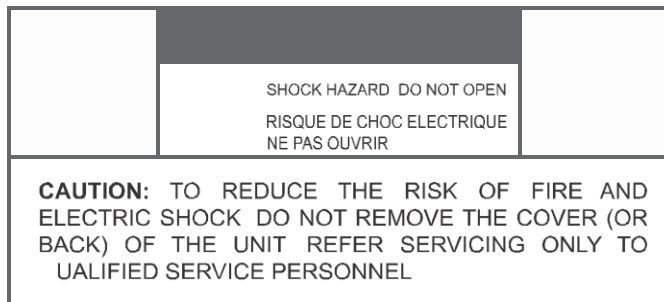 SHOCK HAZARD DO NOT OPEN
RISQUE DE CHOC ELECTRIQUE
NE PAS OUVRIR
CAUTION: TO REDUCE THE RISK OF FIRE AND
ELECTRIC SHOCK DO NOT REMOVE THE COVER (OR
BACK) OF THE UNIT REFER SERVICING ONLY TO
UALIFIED SERVICE PERSONNEL